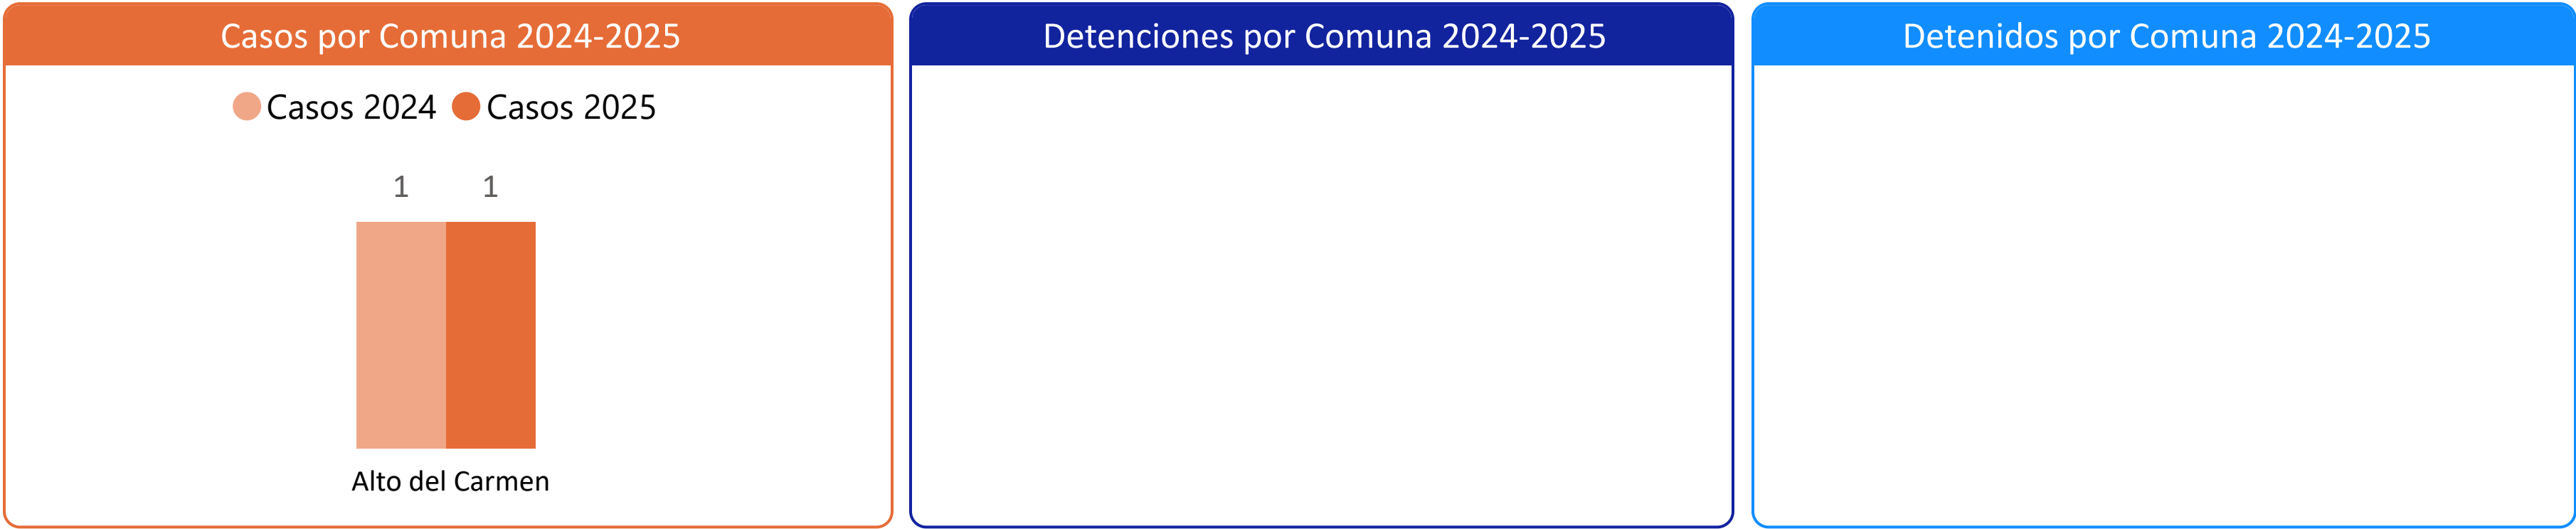 Casos por Comuna 2024-2025
Casos 2024 Casos 2025
1 1
Alto del Carmen
Detenciones por Comuna 2024-2025
Detenidos por Comuna 2024-2025